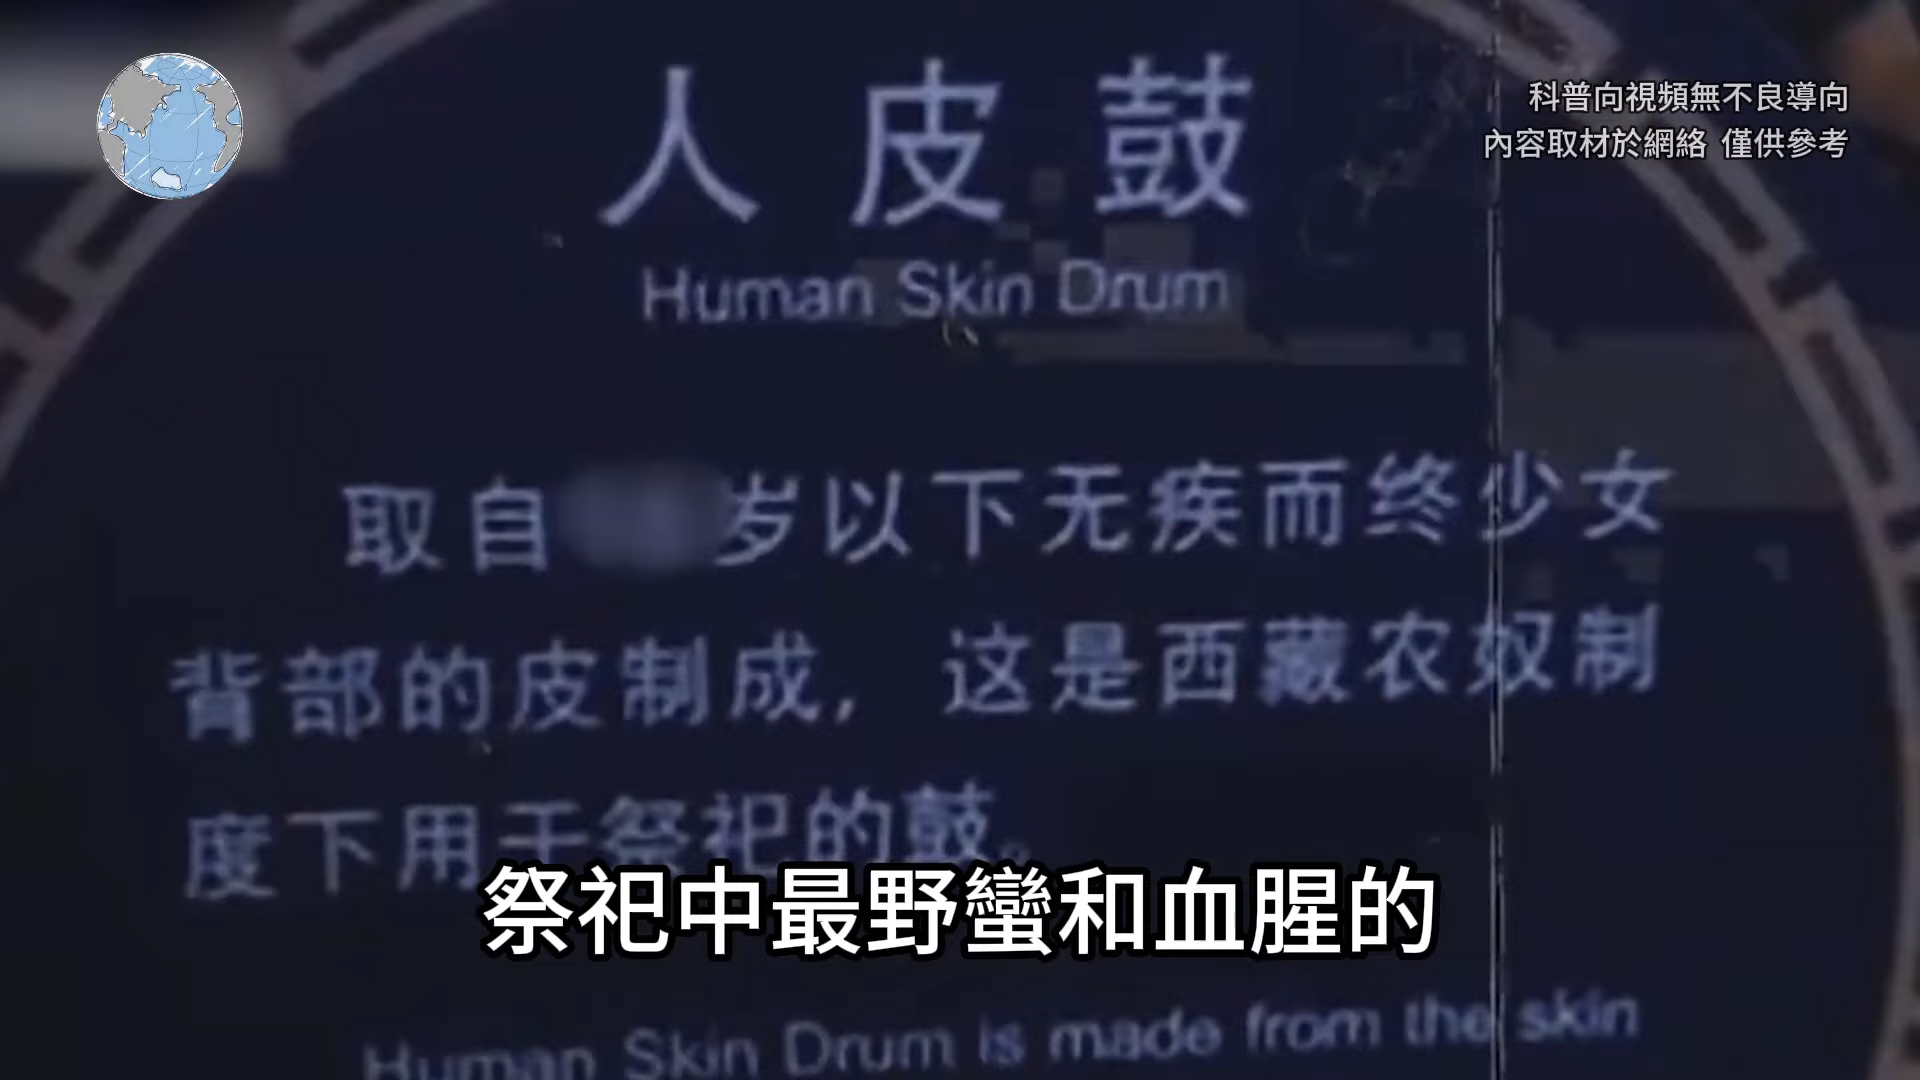 人皮鼓
Human Skin Drum
科普向視頻無不良導向
內容取材於網絡 僅供參考
取自 岁以下无疾而终少女
背部的皮制成，这是西藏农奴制
度下用于祭祀的鼓。
祭祀中最野蠻和血腥的
Human Skin Drum is made from the skin